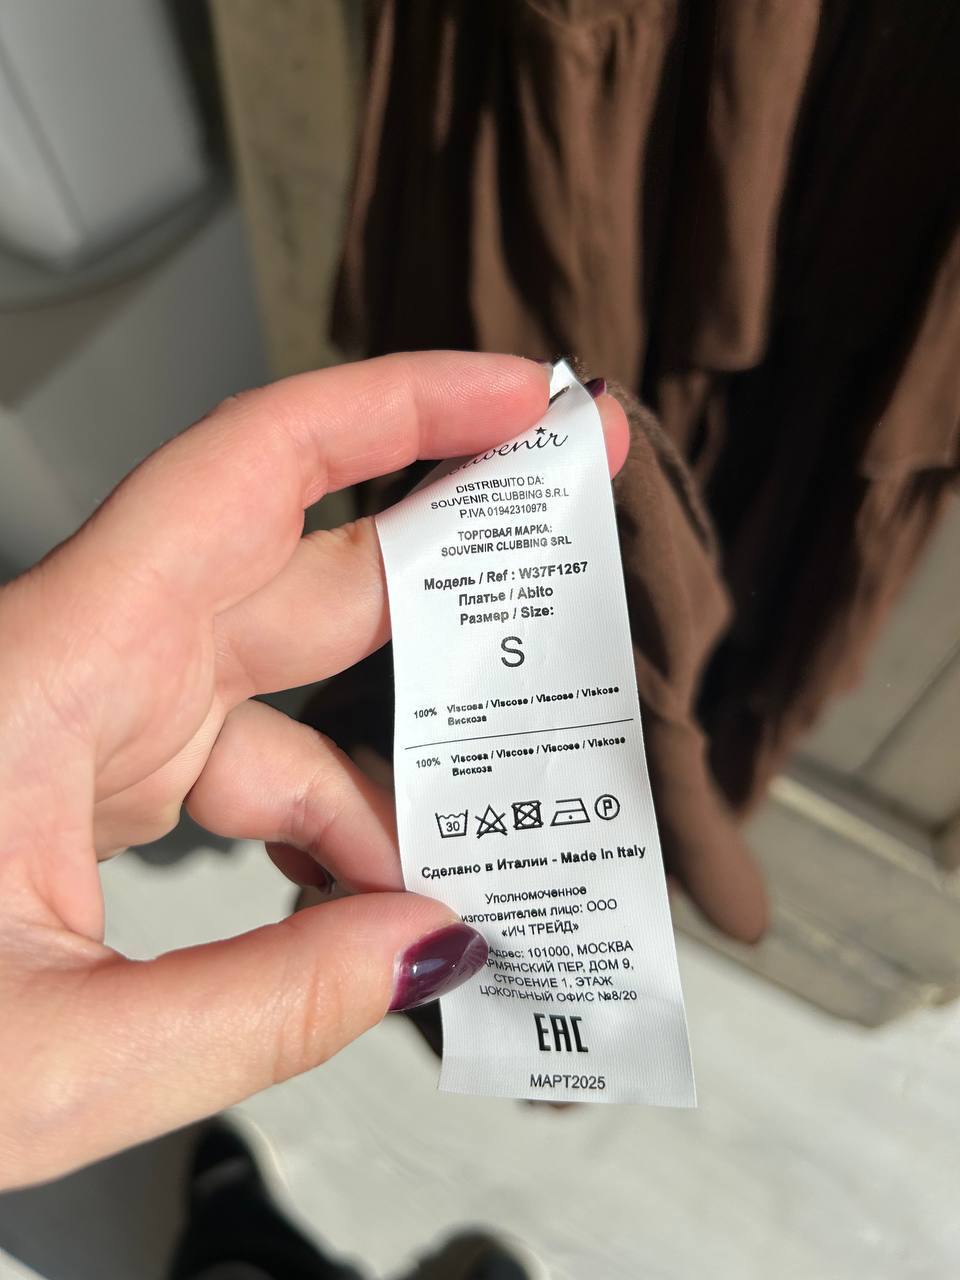 DISTRIBUITO DA:
SOUVENIR CLUBBING S.R.L
P.IVA 01942310978
ТОРГОВАЯ МАРКА:
SOUVENIR CLUBBING SRL
Модель / Ref : W37F1267
Платье / Abito
Размер / Size:
S
100% Viscosa / Viscose / Viscose / Viskose
Вискоза
100% Viscosa / Viscose / Viscose / Viskose
Вискоза
30
P
Сделано в Италии - Made in Italy
Уполномоченное
изготовителем лицо: ООО
«ИЧ ТРЕЙД»
Адрес: 101000, МОСКВА
ПЕР, ДОМ 9,
СТРОЕНИЕ 1, ЭТАЖ
ЦОКОЛЬНЫЙ ОФИС №8/20
EAC
МАРТ2025